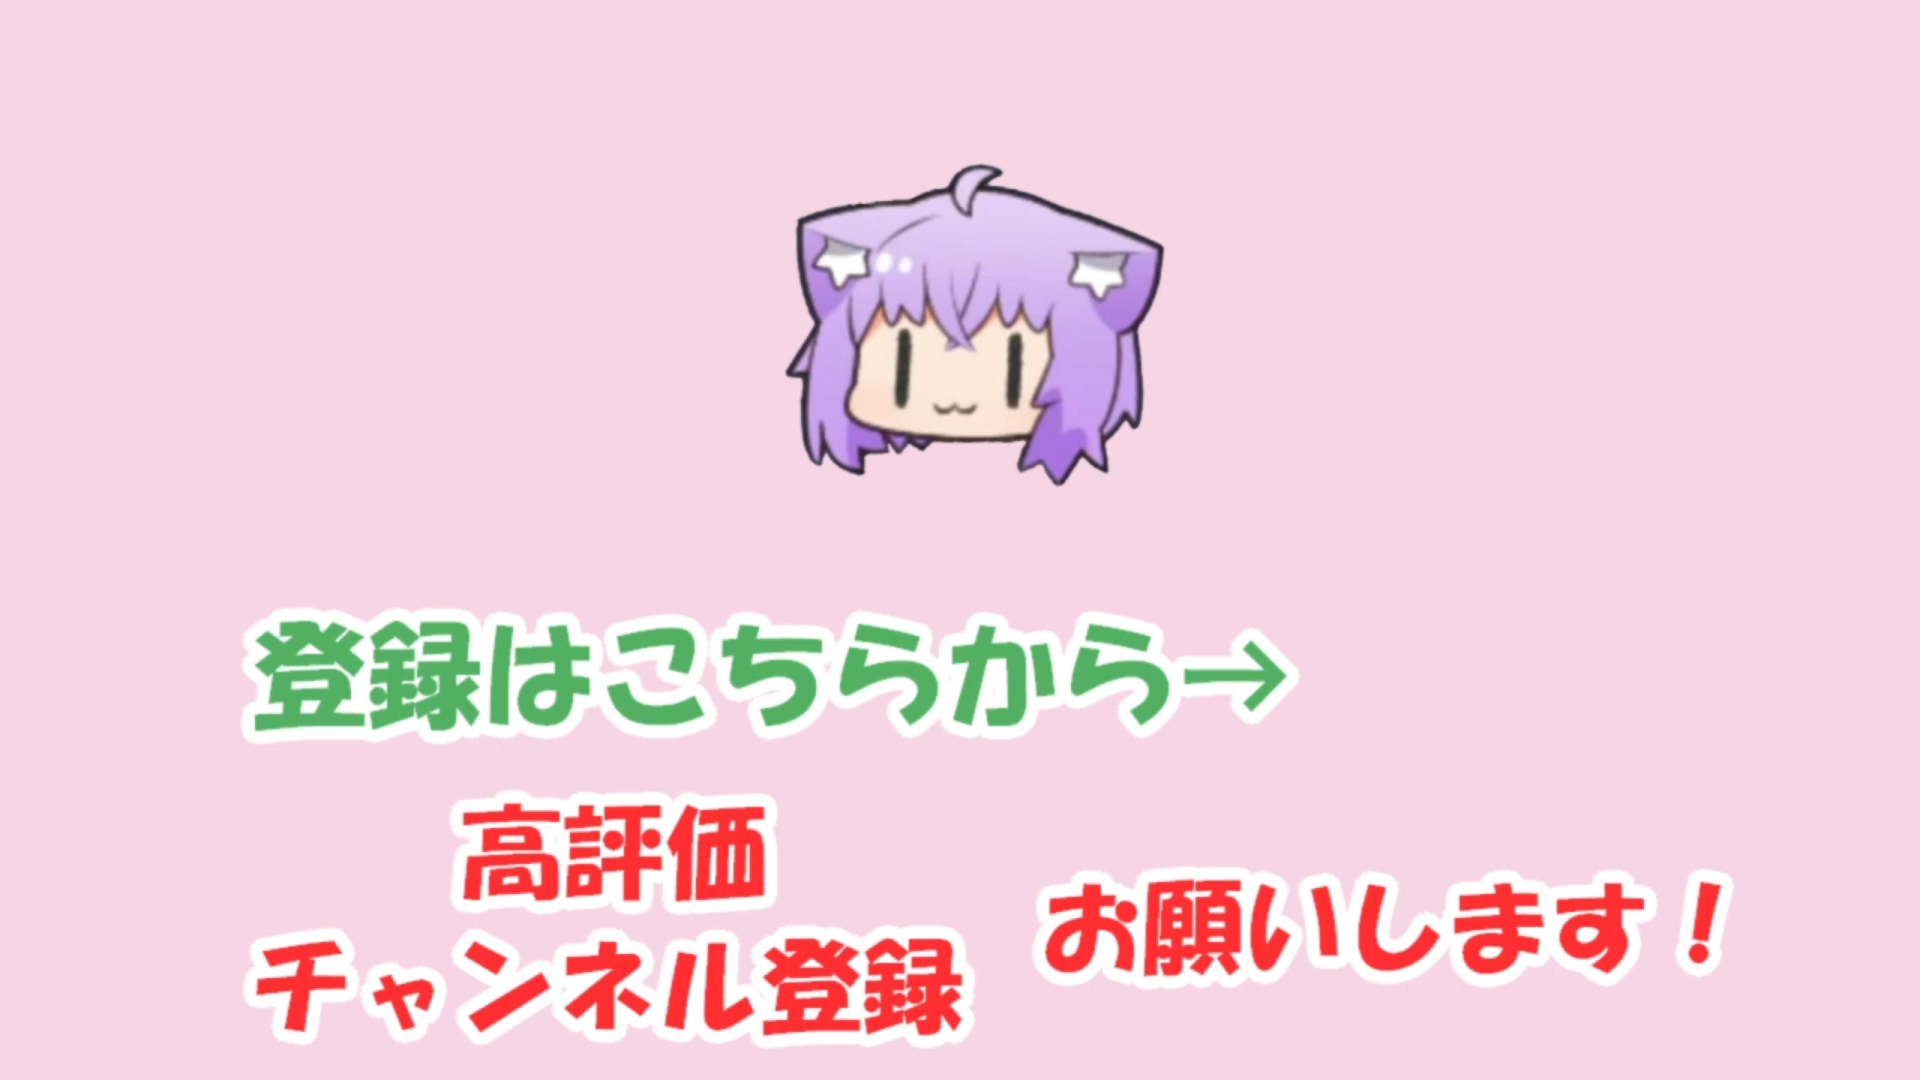 登録はこちらから→
高評価
チャンネル登録
お願いします！